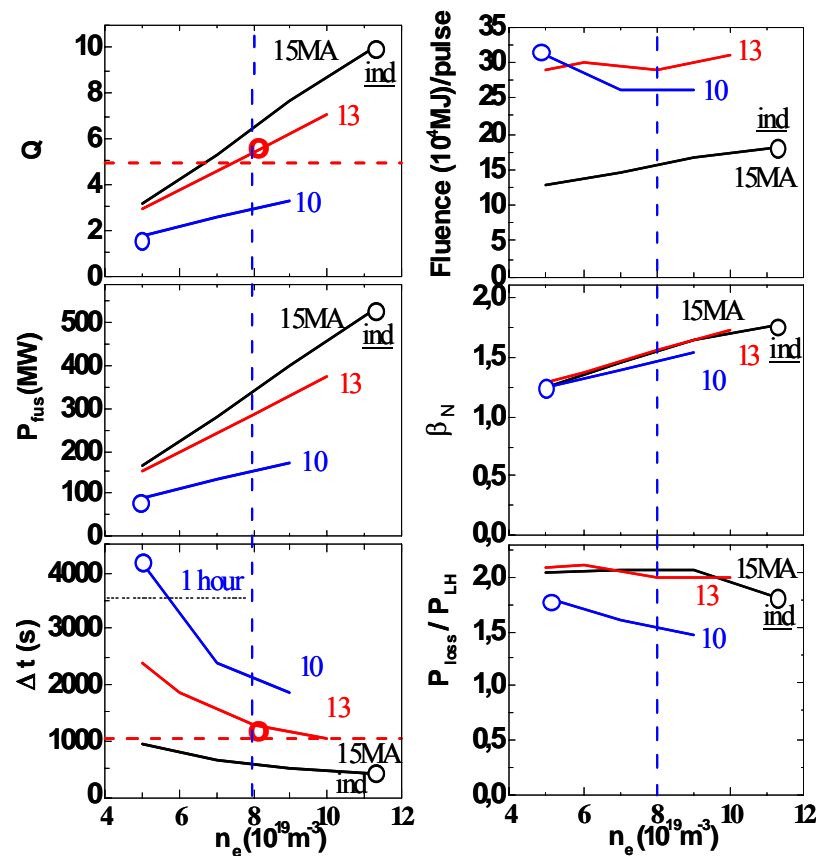 10
8
6
4
2
0
Q
15MA
ind
13
10
35
30
25
20
15
10
5
0
Fluence (10⁴MJ)/pulse
13
10
ind
15MA
500
400
300
200
100
0
P_fus (MW)
15MA
ind
13
10
2,0
1,5
1,0
0,5
0,0
β_N
15MA
ind
13
10
4000
3000
2000
1000
0
Δt (s)
1 hour
10
13
15MA
ind
4 6 8 10 12
n_e(10¹⁹m⁻³)
2,0
1,5
1,0
0,5
0,0
P_loss / P_LH
15MA
13
ind
10
4 6 8 10 12
n_e(10¹⁹m⁻³)